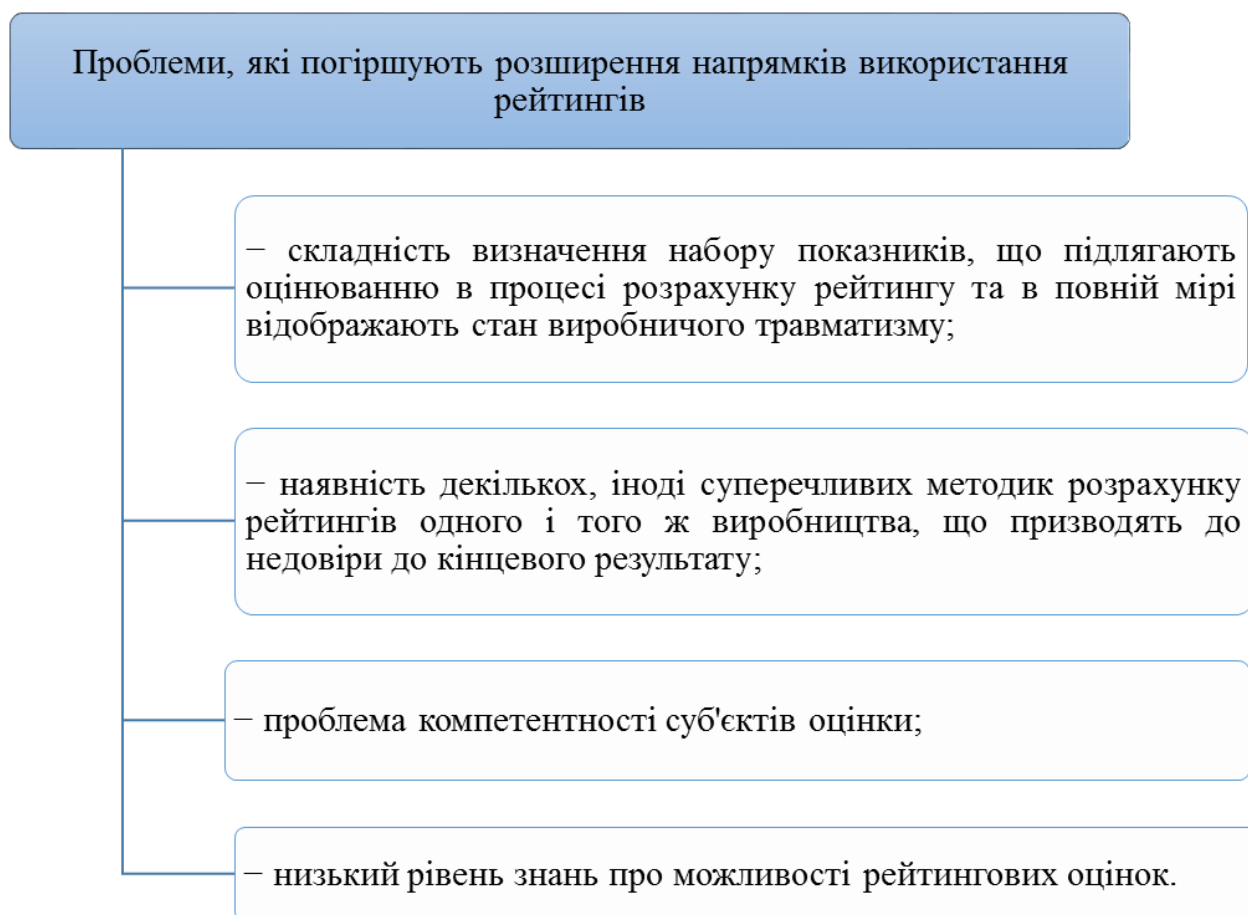 Проблеми, які погіршують розширення напрямків використання
рейтингів
− складність визначення набору показників, що підлягають
оцінюванню в процесі розрахунку рейтингу та в повній мірі
відображають стан виробничого травматизму;
− наявність декількох, іноді суперечливих методик розрахунку
рейтингів одного і того ж виробництва, що призводять до
недовіри до кінцевого результату;
− проблема компетентності суб'єктів оцінки;
− низький рівень знань про можливості рейтингових оцінок.